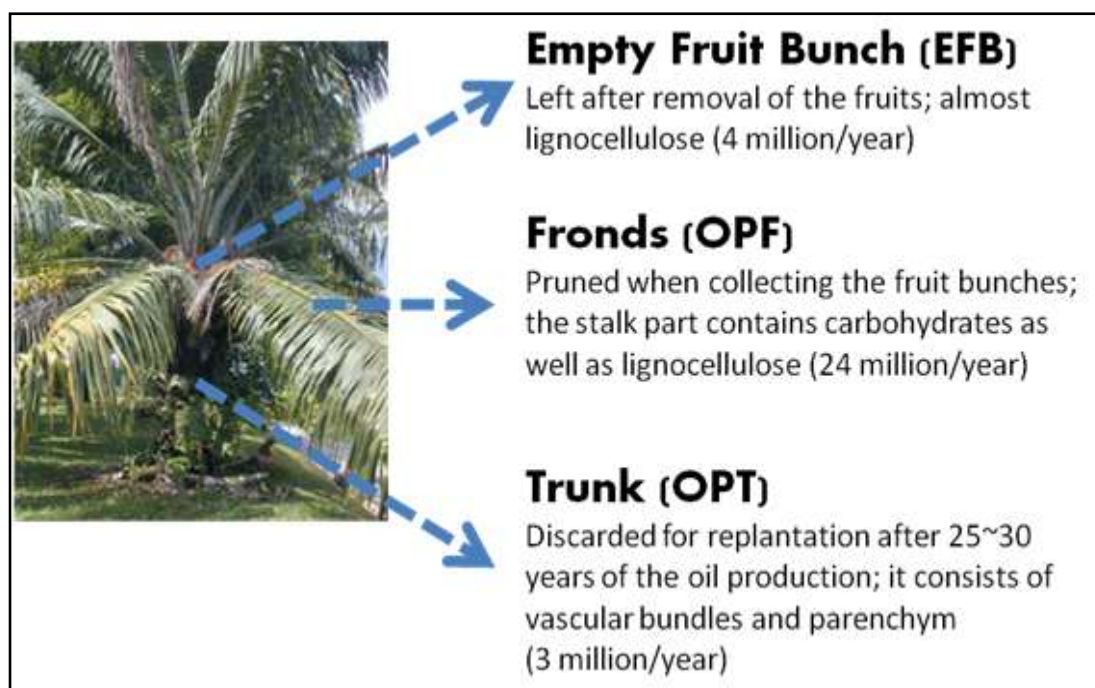 Empty Fruit Bunch (EFB)
Left after removal of the fruits; almost
lignocellulose (4 million/year)
Fronds (OPF)
Pruned when collecting the fruit bunches;
the stalk part contains carbohydrates as
well as lignocellulose (24 million/year)
Trunk (OPT)
Discarded for replantation after 25~30
years of the oil production; it consists of
vascular bundles and parenchym
(3 million/year)